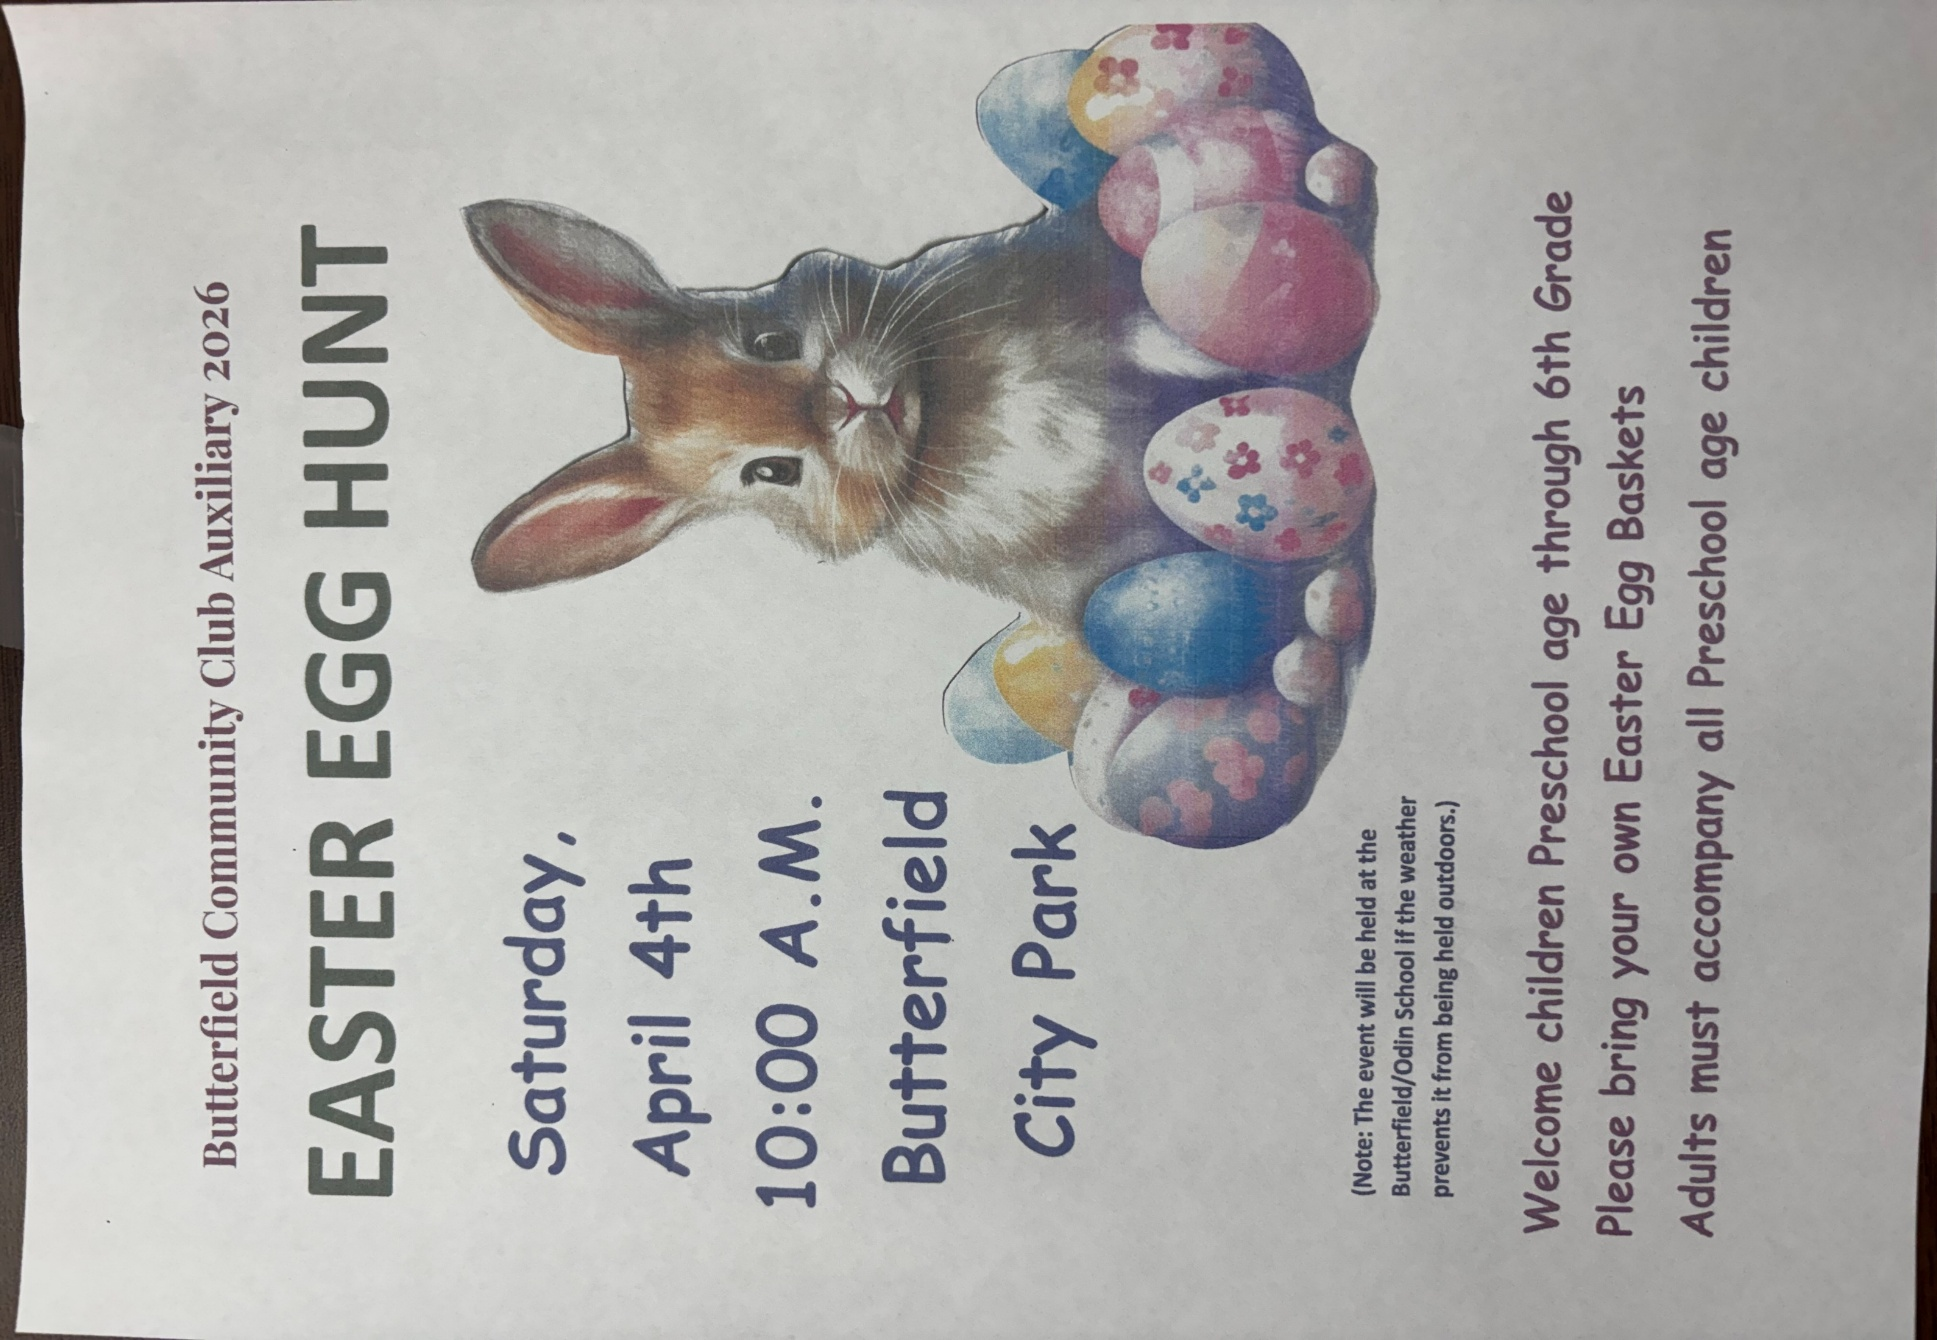 Butterfield Community Club Auxiliary 2026
EASTER EGG HUNT
Saturday,
April 4th
10:00 A.M.
Butterfield
City Park
(Note: The event will be held at the
Butterfield/Odin School if the weather
prevents it from being held outdoors.)
Welcome children Preschool age through 6th Grade
Please bring your own Easter Egg Baskets
Adults must accompany all Preschool age children